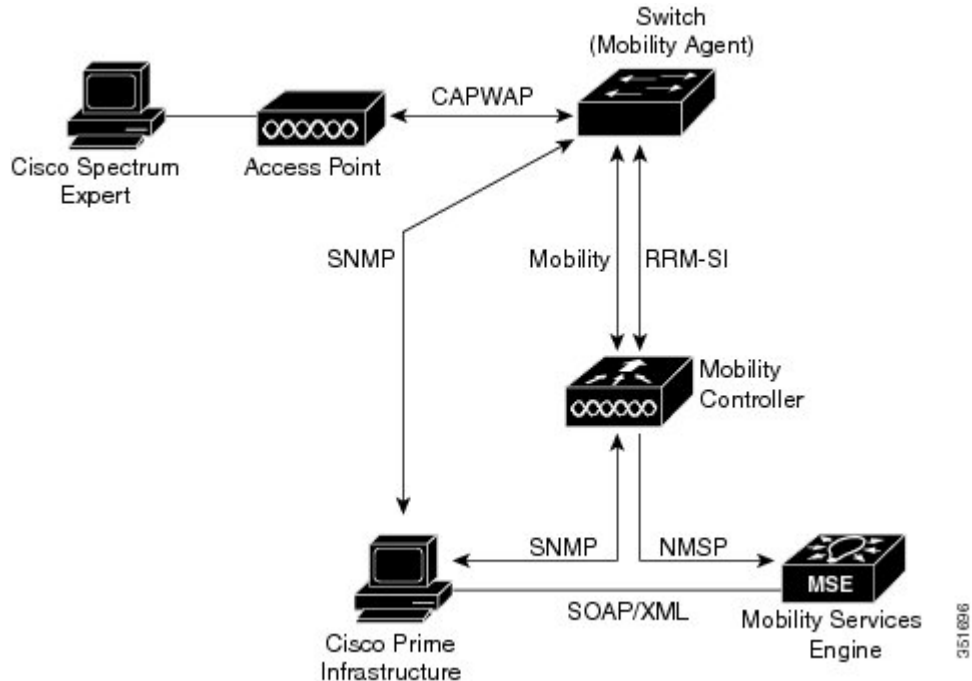 Switch
(Mobility Agent)
CAPWAP
Cisco Spectrum
Expert
Access Point
SNMP
Mobility
RRM-SI
Mobility
Controller
SNMP
NMSP
MSE
SOAP/XML
Cisco Prime
Infrastructure
Mobility Services
Engine
351696